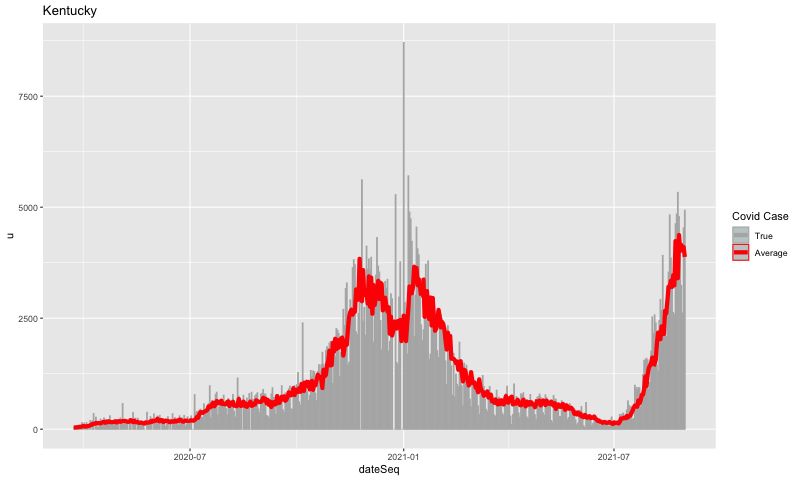 Kentucky
7500
5000
2500
0
u
2020-07
2021-01
2021-07
dateSeq
Covid Case
True
Average